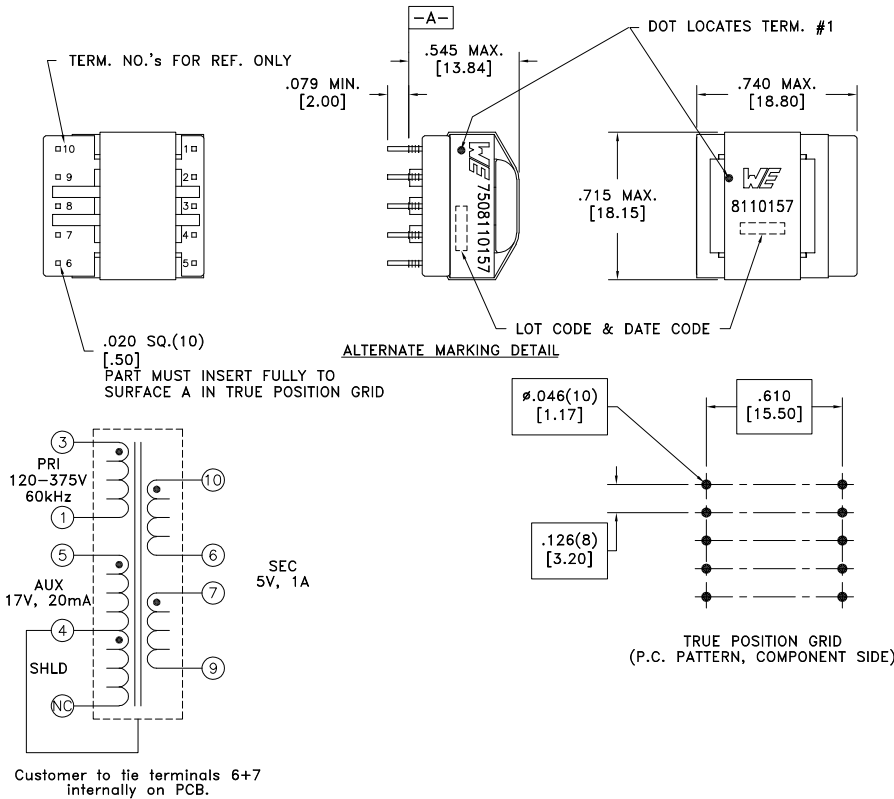 -A-
DOT LOCATES TERM. #1
TERM. NO.'s FOR REF. ONLY
.545 MAX.
[13.84]
.079 MIN.
[2.00]
.740 MAX.
[18.80]
10
9
8
7
6
1
2
3
4
5
WE 7508110157
.715 MAX.
[18.15]
WE
8110157
LOT CODE & DATE CODE
.020 SQ.(10)
[.50]
PART MUST INSERT FULLY TO
SURFACE A IN TRUE POSITION GRID
ALTERNATE MARKING DETAIL
ø.046(10)
[1.17]
.610
[15.50]
.126(8)
[3.20]
TRUE POSITION GRID
(P.C. PATTERN, COMPONENT SIDE)
3
PRI
120-375V
60kHz
1
5
AUX
17V, 20mA
4
SHLD
NC
10
6
SEC
5V, 1A
7
9
Customer to tie terminals 6+7
internally on PCB.